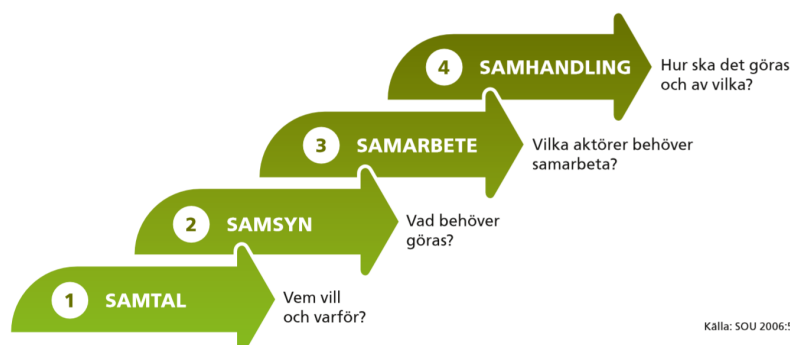 4 SAMHANDLING
Hur ska det göras
och av vilka?
3 SAMARBETE
Vilka aktörer behöver
samarbeta?
2 SAMSYN
Vad behöver
göras?
1 SAMTAL
Vem vill
och varför?
Källa: SOU 2006: